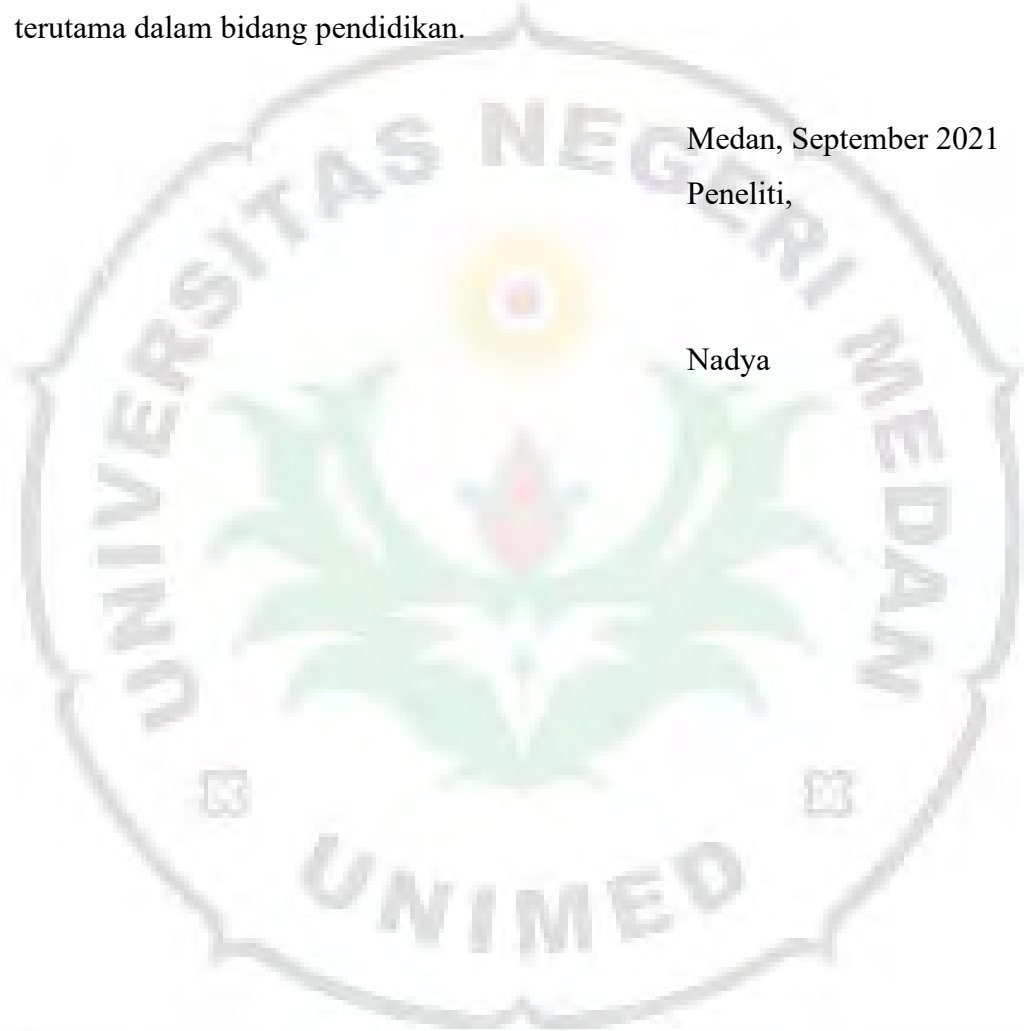 terutama dalam bidang pendidikan.
Medan, September 2021
Peneliti,
Nadya
UNIVERSITAS NEGERI MEDAN
UNIMED